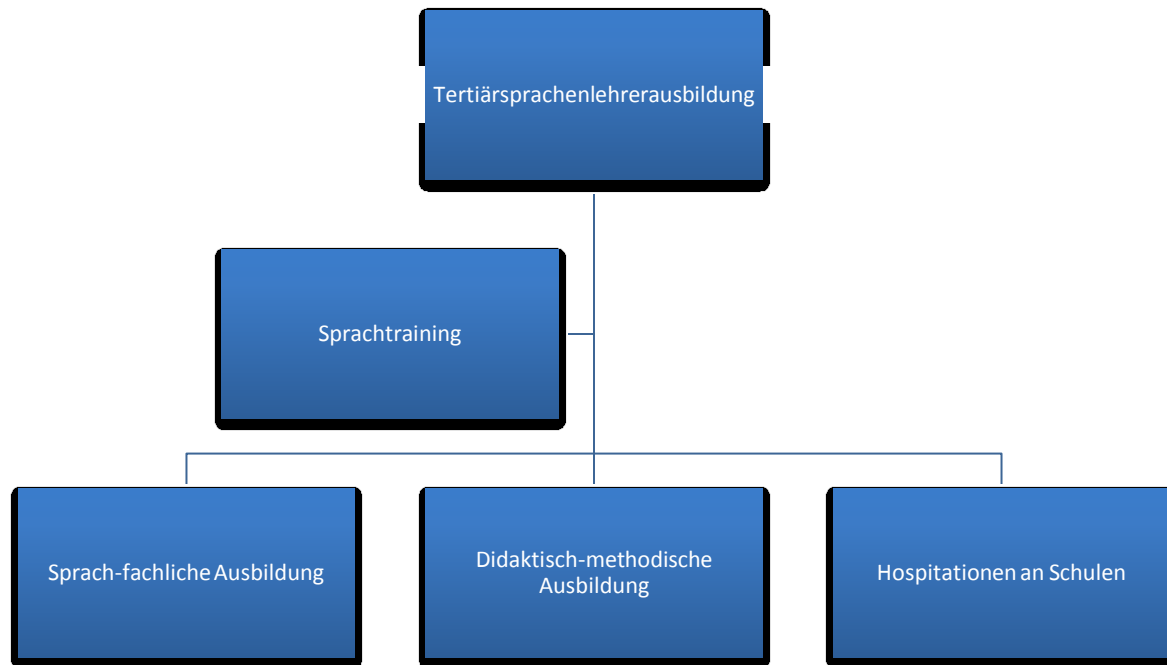 Tertiärsprachenlehrerausbildung
Sprachtraining
Sprach-fachliche Ausbildung
Didaktisch-methodische
Ausbildung
Hospitationen an Schulen